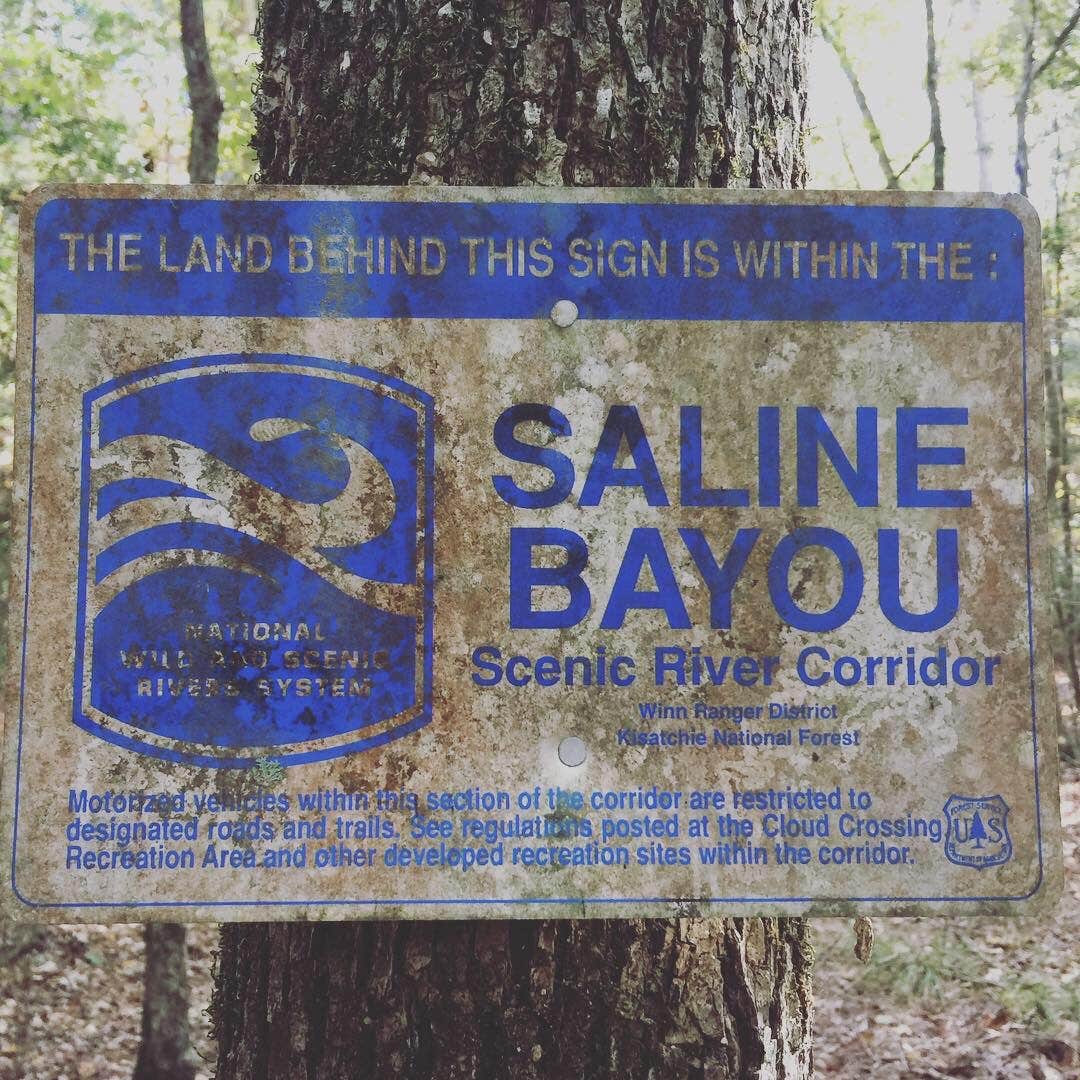 THE LAND BEHIND THIS SIGN IS WITHIN THE :
NATIONAL
WILD AND SCENIC
RIVERS SYSTEM
SALINE
BAYOU
Scenic River Corridor
Winn Ranger District
Kisatchie National Forest
Motorized vehicles within this section of the corridor are restricted to
designated roads and trails. See regulations posted at the Cloud Crossing
Recreation Area and other developed recreation sites within the corridor.
FOREST SERVICE
U S
DEPARTMENT OF AGRICULTURE